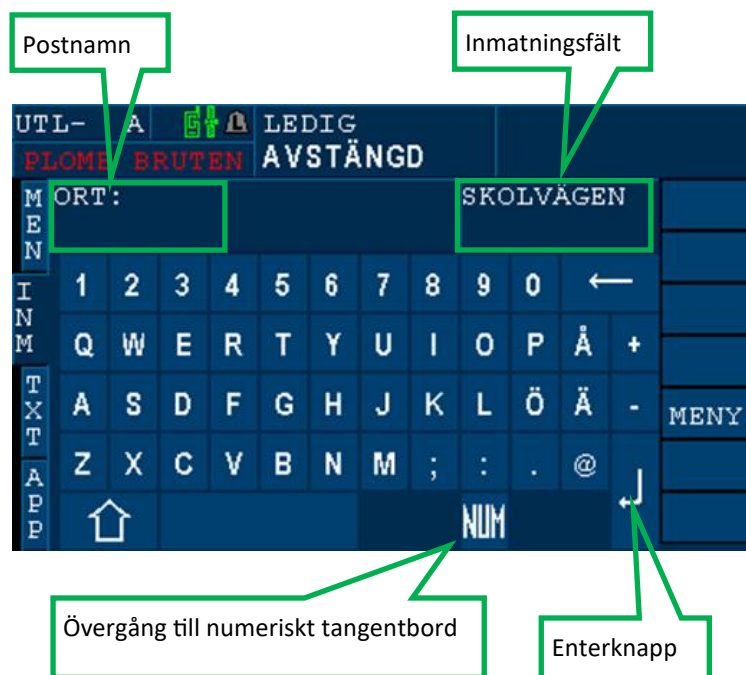 Postnamn
Inmatningsfält
UTL- A LEDIG
PLOMB BRUTEN AVSTÄNGD
MEN
ORT: SKOLVÄGEN
1 2 3 4 5 6 7 8 9 0 ←
INM
Q W E R T Y U I O P Å +
TXT
A S D F G H J K L Ö Ä - MENY
APP
Z X C V B N M ; : . @ ↵
⇧ NUM
Övergång till numeriskt tangentbord
Enterknapp